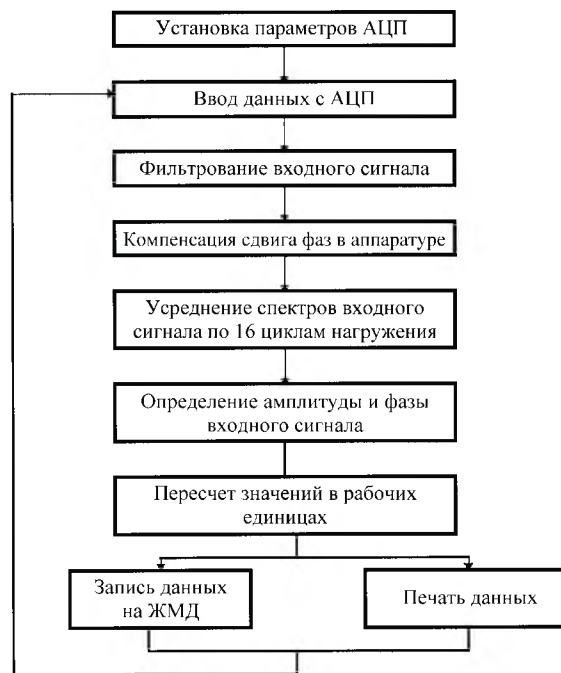 Установка параметров АЦП
Ввод данных с АЦП
Фильтрование входного сигнала
Компенсация сдвига фаз в аппаратуре
Усреднение спектров входного
сигнала по 16 циклам нагружения
Определение амплитуды и фазы
входного сигнала
Пересчет значений в рабочих
единицах
Запись данных
на ЖМД
Печать данных